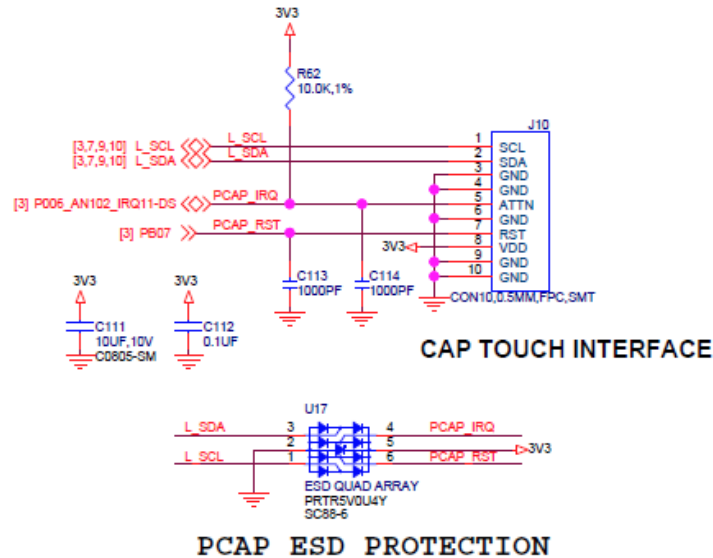 3V3
R62
10.0K,1%
J10
[3,7,9,10] L_SCL L_SCL 1 SCL
[3,7,9,10] L_SDA L_SDA 2 SDA
3 GND
4 GND
[3] P006_AN102_IRQ11-DS PCAP_IRQ 5 ATTN
6 GND
[3] PB07 PCAP_RST 7 RST
3V3 8 VDD
9 GND
10 GND
C113
1000PF
C114
1000PF
CON10,0.5MM,FPC,SMT
3V3
C111
10UF,10V
C0805-SM
3V3
C112
0.1UF
CAP TOUCH INTERFACE
U17
L_SDA 3 4 PCAP_IRQ
2 5 3V3
L_SCL 1 6 PCAP_RST
ESD QUAD ARRAY
PRTR5V0U4Y
SC88-6
PCAP ESD PROTECTION